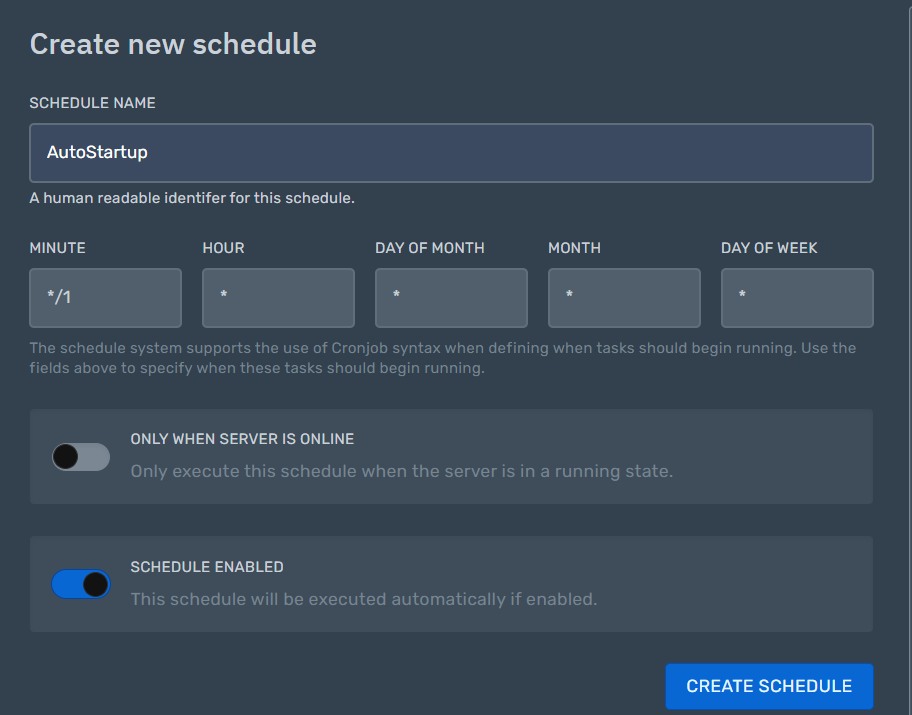 Create new schedule
SCHEDULE NAME
AutoStartup
A human readable identifer for this schedule.
MINUTE HOUR DAY OF MONTH MONTH DAY OF WEEK
*/1 * * * *
The schedule system supports the use of Cronjob syntax when defining when tasks should begin running. Use the
fields above to specify when these tasks should begin running.
ONLY WHEN SERVER IS ONLINE
Only execute this schedule when the server is in a running state.
SCHEDULE ENABLED
This schedule will be executed automatically if enabled.
CREATE SCHEDULE